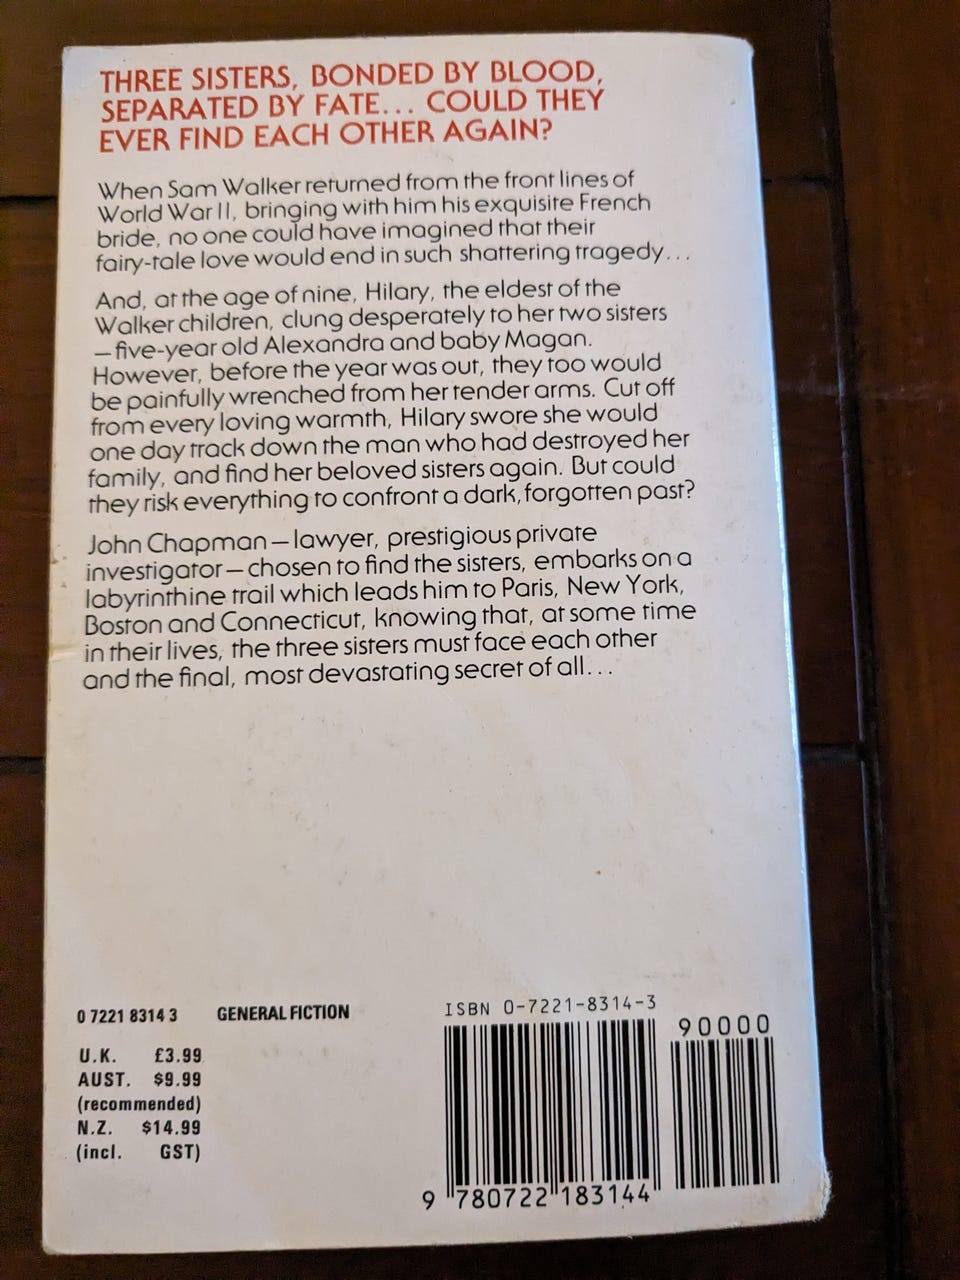 THREE SISTERS, BONDED BY BLOOD,
SEPARATED BY FATE... COULD THEY
EVER FIND EACH OTHER AGAIN?
When Sam Walker returned from the front lines of
World War II, bringing with him his exquisite French
bride, no one could have imagined that their
fairy-tale love would end in such shattering tragedy...
And, at the age of nine, Hilary, the eldest of the
Walker children, clung desperately to her two sisters
– five-year old Alexandra and baby Magan.
However, before the year was out, they too would
be painfully wrenched from her tender arms. Cut off
from every loving warmth, Hilary swore she would
one day track down the man who had destroyed her
family, and find her beloved sisters again. But could
they risk everything to confront a dark, forgotten past?
John Chapman – lawyer, prestigious private
investigator – chosen to find the sisters, embarks on a
labyrinthine trail which leads him to Paris, New York,
Boston and Connecticut, knowing that, at some time
in their lives, the three sisters must face each other
and the final, most devastating secret of all...
0 7221 8314 3 GENERAL FICTION
U.K. £3.99
AUST. $9.99
(recommended)
N.Z. $14.99
(incl. GST)
ISBN 0-7221-8314-3
90000
9 780722 183144